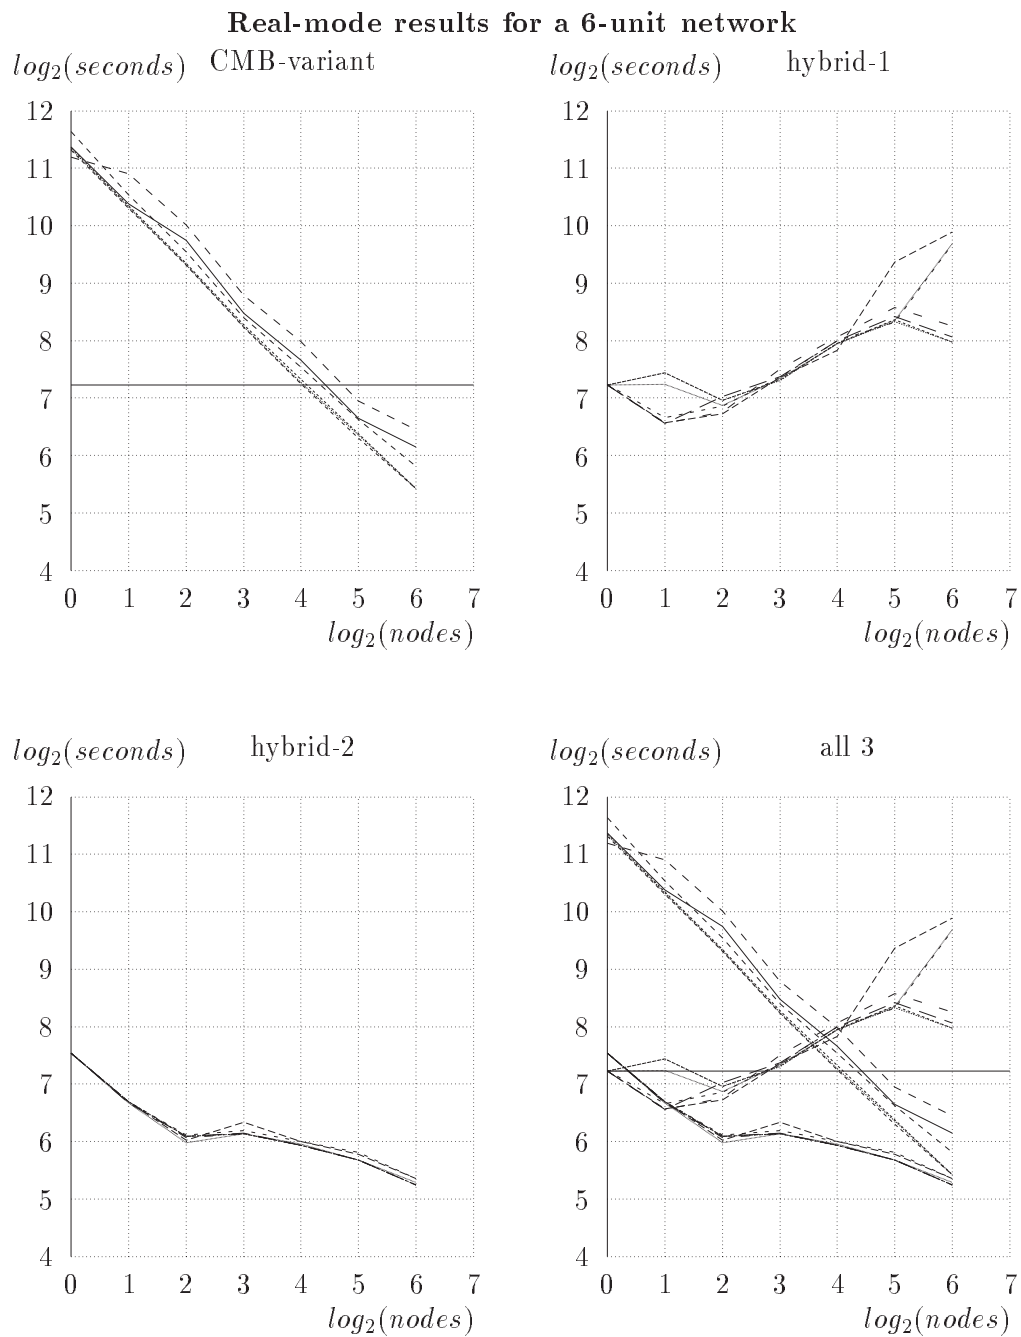 Real-mode results for a 6-unit network
log2(seconds) CMB-variant
12
11
10
9
8
7
6
5
4
0 1 2 3 4 5 6 7
log2(nodes)
log2(seconds) hybrid-1
12
11
10
9
8
7
6
5
4
0 1 2 3 4 5 6 7
log2(nodes)
log2(seconds) hybrid-2
12
11
10
9
8
7
6
5
4
0 1 2 3 4 5 6 7
log2(nodes)
log2(seconds) all 3
12
11
10
9
8
7
6
5
4
0 1 2 3 4 5 6 7
log2(nodes)